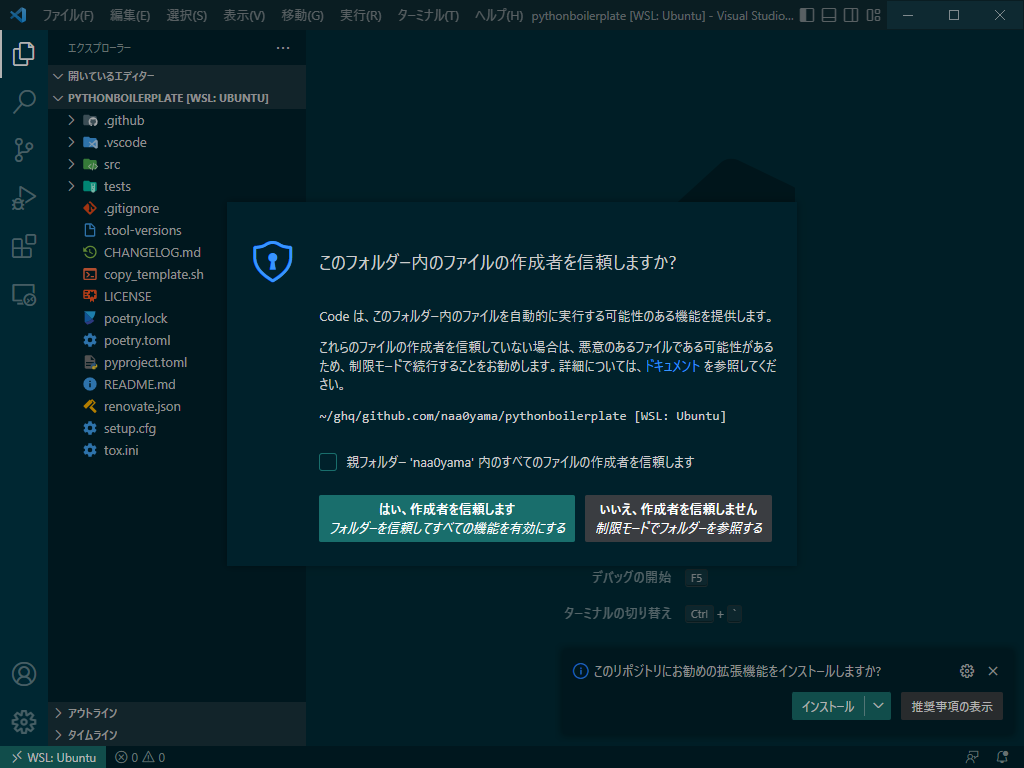 ファイル(F) 編集(E) 選択(S) 表示(V) 移動(G) 実行(R) ターミナル(T) ヘルプ(H) pythonboilerplate [WSL: Ubuntu] - Visual Studio...
エクスプローラー
開いているエディター
PYTHONBOILERPLATE [WSL: UBUNTU]
.github
.vscode
src
tests
.gitignore
.tool-versions
CHANGELOG.md
copy_template.sh
LICENSE
poetry.lock
poetry.toml
pyproject.toml
README.md
renovate.json
setup.cfg
tox.ini
アウトライン
タイムライン
このフォルダー内のファイルの作成者を信頼しますか?
Code は、このフォルダー内のファイルを自動的に実行する可能性のある機能を提供します。
これらのファイルの作成者を信頼していない場合は、悪意のあるファイルである可能性がある
ため、制限モードで続行することをお勧めします。詳細については、ドキュメント を参照してくだ
さい。
~/ghq/github.com/naa0yama/pythonboilerplate [WSL: Ubuntu]
親フォルダー 'naa0yama' 内のすべてのファイルの作成者を信頼します
はい、作成者を信頼します
フォルダーを信頼してすべての機能を有効にする
いいえ、作成者を信頼しません
制限モードでフォルダーを参照する
デバッグの開始 F5
ターミナルの切り替え Ctrl + `
このリポジトリにお勧めの拡張機能をインストールしますか?
インストール
推奨事項の表示
WSL: Ubuntu 0 0